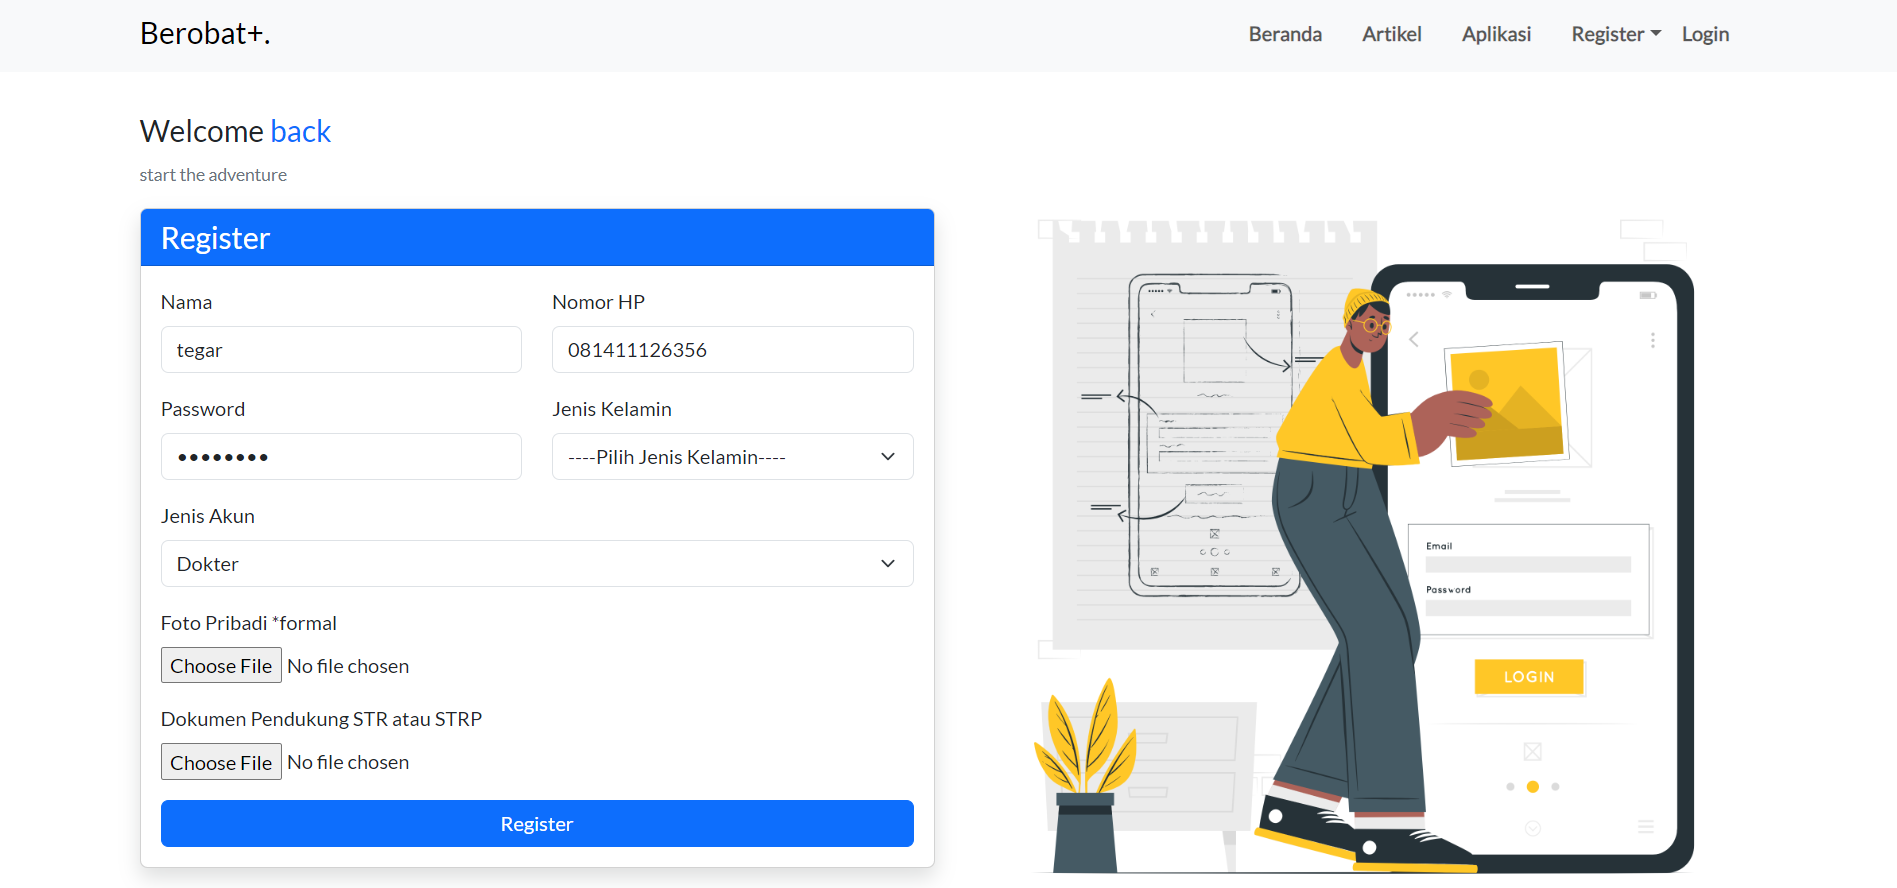 Berobat+.
Beranda Artikel Aplikasi Register Login
Welcome back
start the adventure
Register
Nama Nomor HP
tegar 081411126356
Password Jenis Kelamin
•••••••• ----Pilih Jenis Kelamin----
Jenis Akun
Dokter
Foto Pribadi *formal
Choose File No file chosen
Dokumen Pendukung STR atau STRP
Choose File No file chosen
Register
Email
Password
LOGIN